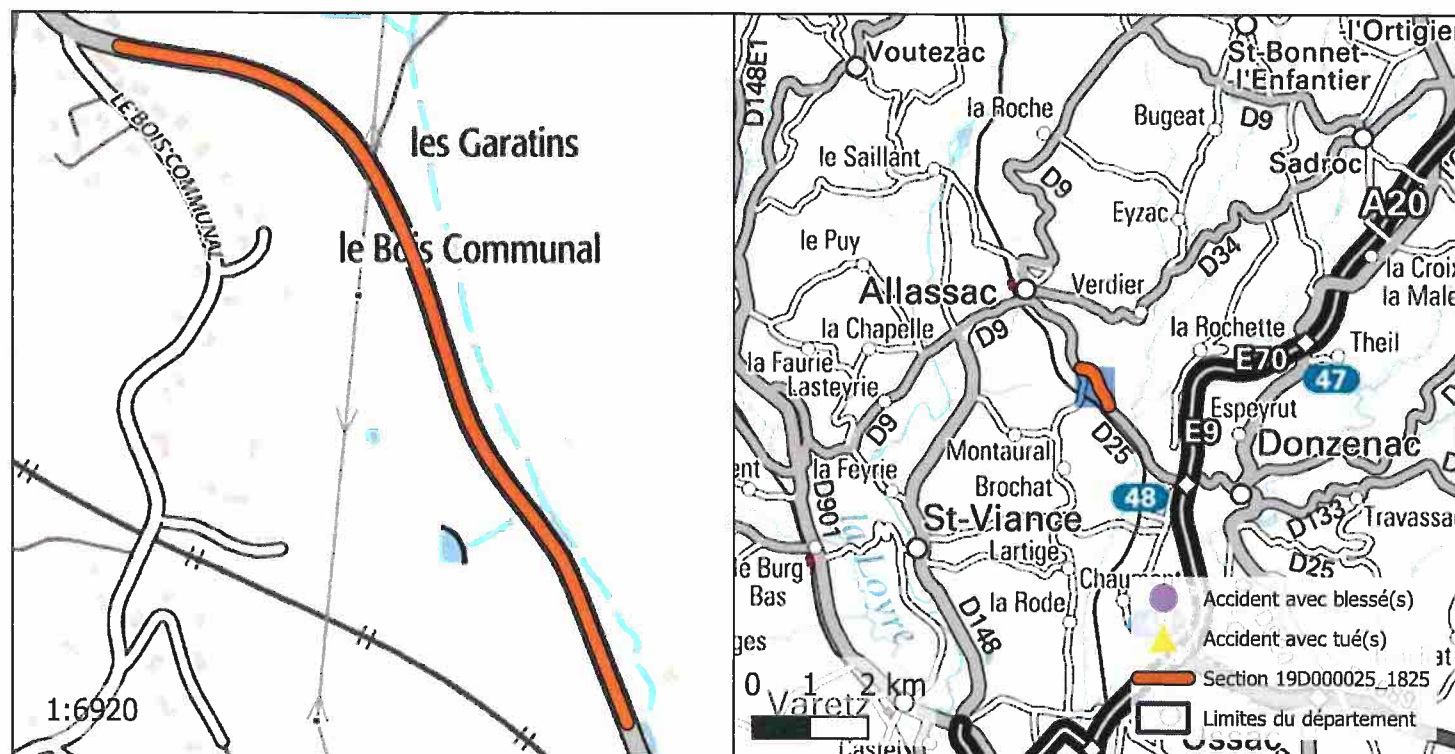 LE BOIS COMMUNAL
les Garatins
le Bois Communal
1:6920
D148E1
Voutezac
St-Bonnet-
-l'Enfantier
la Roche
Bugeat
D9
Sadroc
le Saillant
D9
A20
Eyzac
le Puy
D34
la Croix
Allassac
Verdier
la Chapelle
D9
la Rochette
Theil
la Faurie
E70
47
Lasteyrie
Espeyrut
D9
E9
Donzenac
D25
Montaural
la Feyrie
Brochat
48
D901
St-Viance
D133
Lartige
D25
le Burg
Bas
la Loyre
la Rode
D148
Accident avec blessé(s)
Accident avec tué(s)
Section 19D000025_1825
Limites du département
0 1 2 km
Varetz
Ussac